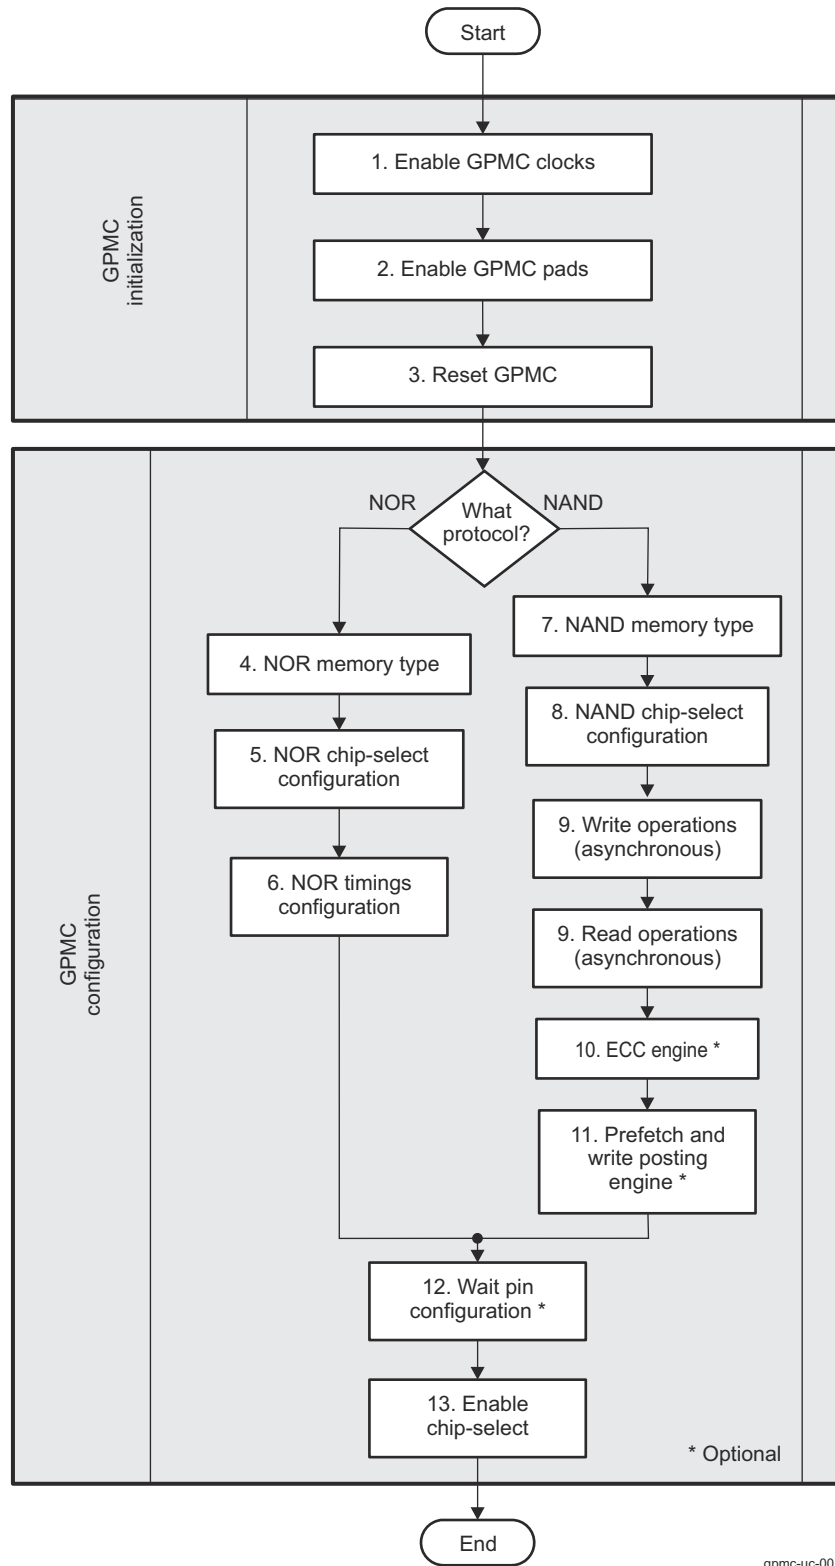 Start
1. Enable GPMC clocks
GPMC
initialization
2. Enable GPMC pads
3. Reset GPMC
NOR
NAND
What
protocol?
4. NOR memory type
5. NOR chip-select
configuration
6. NOR timings
configuration
7. NAND memory type
8. NAND chip-select
configuration
9. Write operations
(asynchronous)
9. Read operations
(asynchronous)
10. ECC engine *
11. Prefetch and
write posting
engine *
GPMC
configuration
12. Wait pin
configuration *
13. Enable
chip-select
* Optional
End